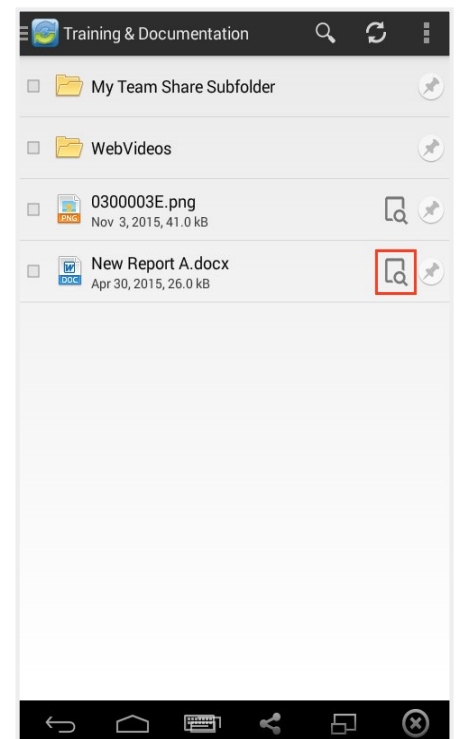 Training & Documentation
My Team Share Subfolder
WebVideos
PNG
0300003E.png
Nov 3, 2015, 41.0 kB
W
DOC
New Report A.docx
Apr 30, 2015, 26.0 kB